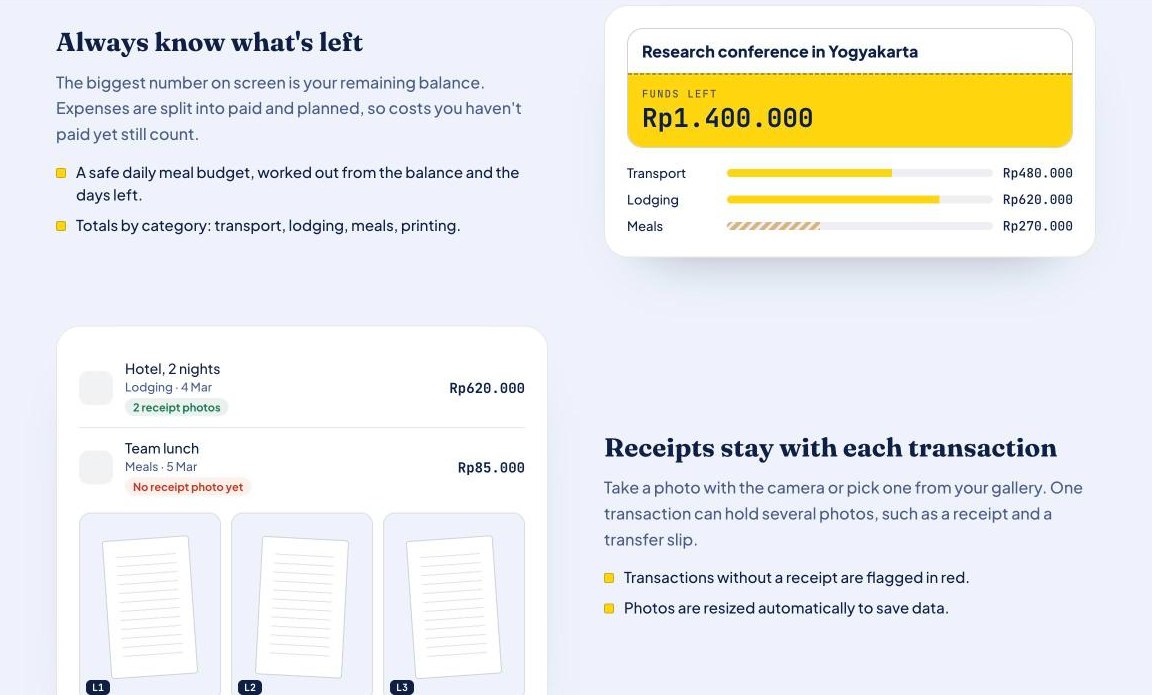 Always know what's left
The biggest number on screen is your remaining balance.
Expenses are split into paid and planned, so costs you haven't
paid yet still count.
A safe daily meal budget, worked out from the balance and the
days left.
Totals by category: transport, lodging, meals, printing.
Research conference in Yogyakarta
FUNDS LEFT
Rp1.400.000
Transport Rp480.000
Lodging Rp620.000
Meals Rp270.000
Hotel, 2 nights
Lodging · 4 Mar
2 receipt photos
Rp620.000
Team lunch
Meals · 5 Mar
No receipt photo yet
Rp85.000
L1 L2 L3
Receipts stay with each transaction
Take a photo with the camera or pick one from your gallery. One
transaction can hold several photos, such as a receipt and a
transfer slip.
Transactions without a receipt are flagged in red.
Photos are resized automatically to save data.